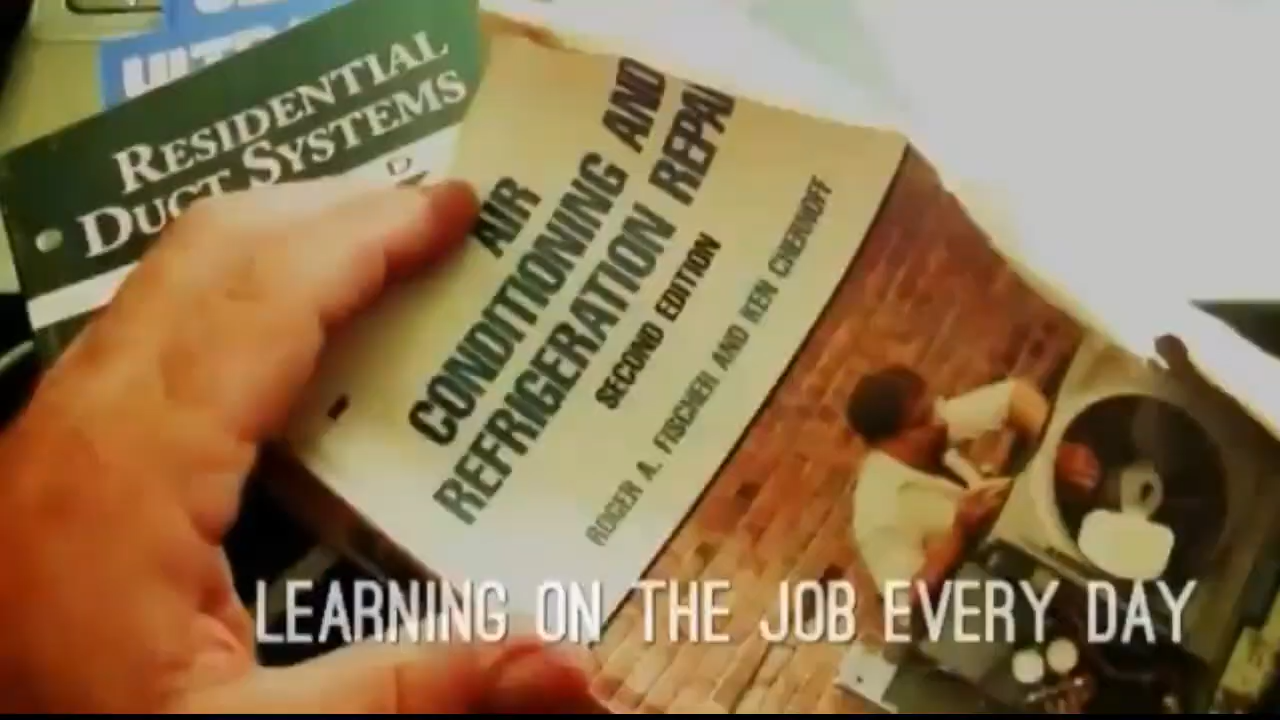 RESIDENTIAL
DUCT SYSTEMS
AIR
CONDITIONING AND
REFRIGERATION REPAI
SECOND EDITION
ROGER A. FISCHER AND KEN CHERNOFF
LEARNING ON THE JOB EVERY DAY